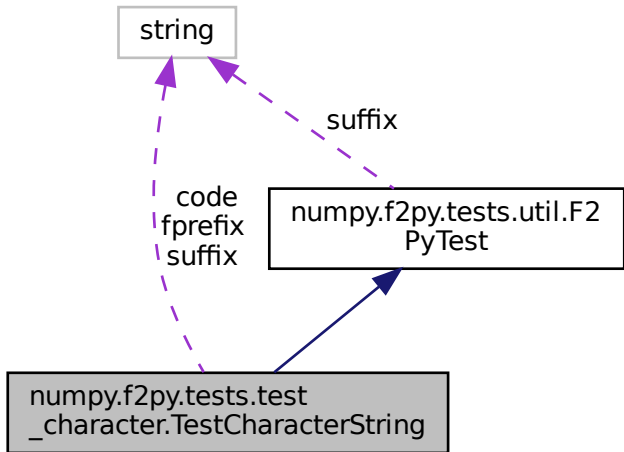 string
suffix
code
fprefix
suffix
numpy.f2py.tests.util.F2
PyTest
numpy.f2py.tests.test
_character.TestCharacterString